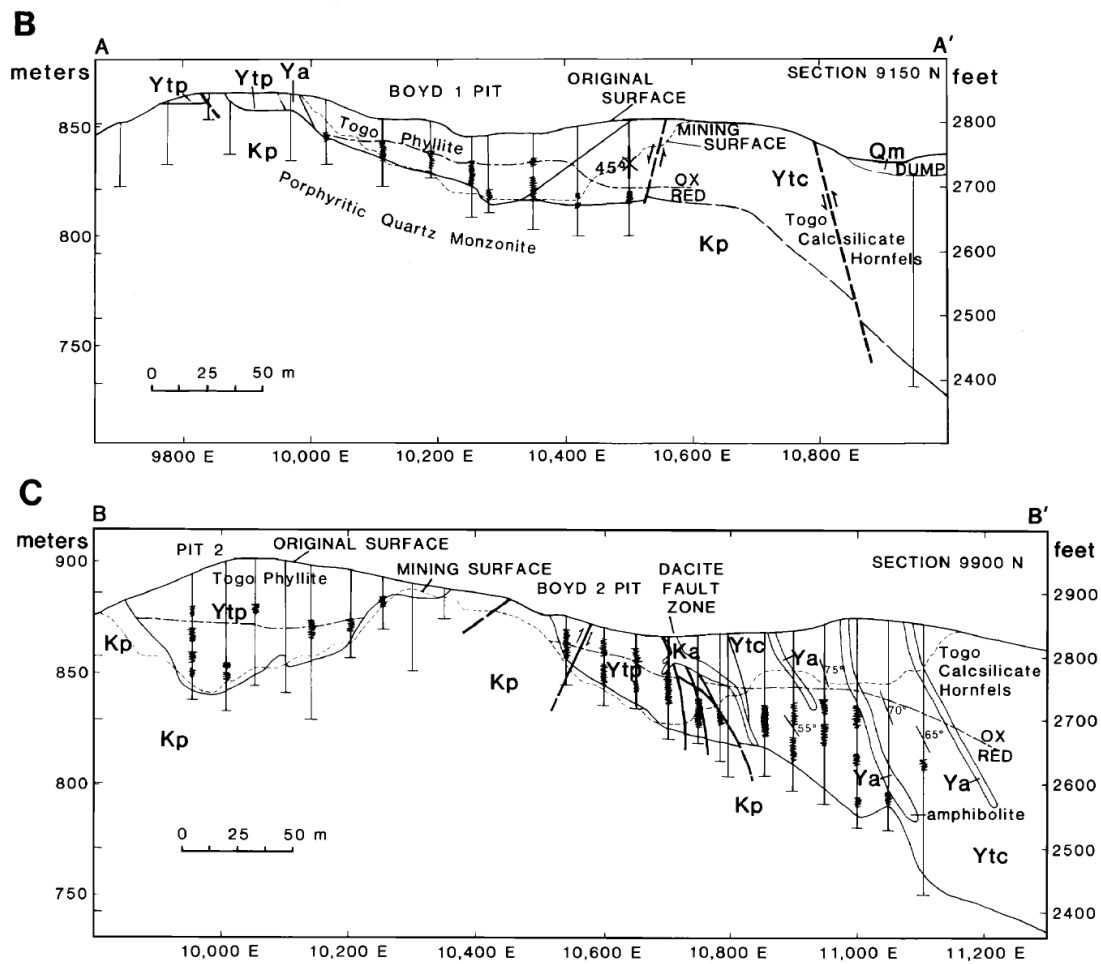 B
A
A′
meters
feet
Ytp
Ytp
Ya
BOYD 1 PIT
ORIGINAL
SURFACE
SECTION 9150 N
850
800
750
2800
2700
2600
2500
2400
Togo Phyllite
MINING
SURFACE
45°
OX
RED
Qm
DUMP
Kp
Porphyritic Quartz Monzonite
Kp
Ytc
Togo
Calcisilicate
Hornfels
0 25 50 m
9800 E 10,000 E 10,200 E 10,400 E 10,600 E 10,800 E
C
B
B′
meters
feet
PIT 2
ORIGINAL SURFACE
MINING SURFACE
BOYD 2 PIT
DACITE
FAULT
ZONE
SECTION 9900 N
900
850
800
750
2900
2800
2700
2600
2500
2400
Togo Phyllite
Ytp
Kp
Kp
Kp
Ytp
Ka
Ytc
Ya
75°
70°
55°
65°
Togo
Calcsilicate
Hornfels
OX
RED
Kp
Ya
Ya
amphibolite
Ytc
0 25 50 m
10,000 E 10,200 E 10,400 E 10,600 E 10,800 E 11,000 E 11,200 E